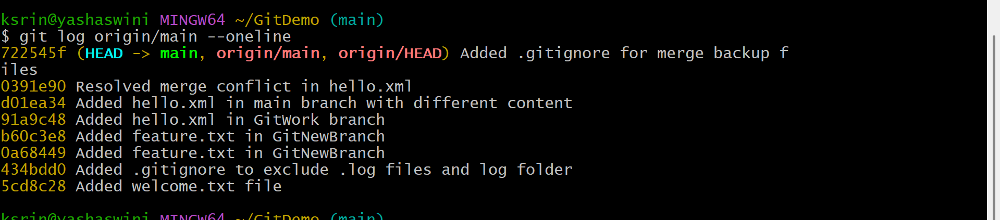 ksrin@yashaswini MINGW64 ~/GitDemo (main)
$ git log origin/main --oneline
722545f (HEAD -> main, origin/main, origin/HEAD) Added .gitignore for merge backup f
iles
0391e90 Resolved merge conflict in hello.xml
d01ea34 Added hello.xml in main branch with different content
91a9c48 Added hello.xml in GitWork branch
b60c3e8 Added feature.txt in GitNewBranch
0a68449 Added feature.txt in GitNewBranch
434bdd0 Added .gitignore to exclude .log files and log folder
5cd8c28 Added welcome.txt file
ksrin@yashaswini MINGW64 ~/GitDemo (main)